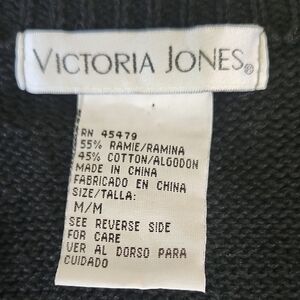 VICTORIA JONES®
RN 45479
55% RAMIE/RAMINA
45% COTTON/ALGODON
MADE IN CHINA
FABRICADO EN CHINA
SIZE/TALLA:
M/M
SEE REVERSE SIDE
FOR CARE
VER AL DORSO PARA
CUIDADO